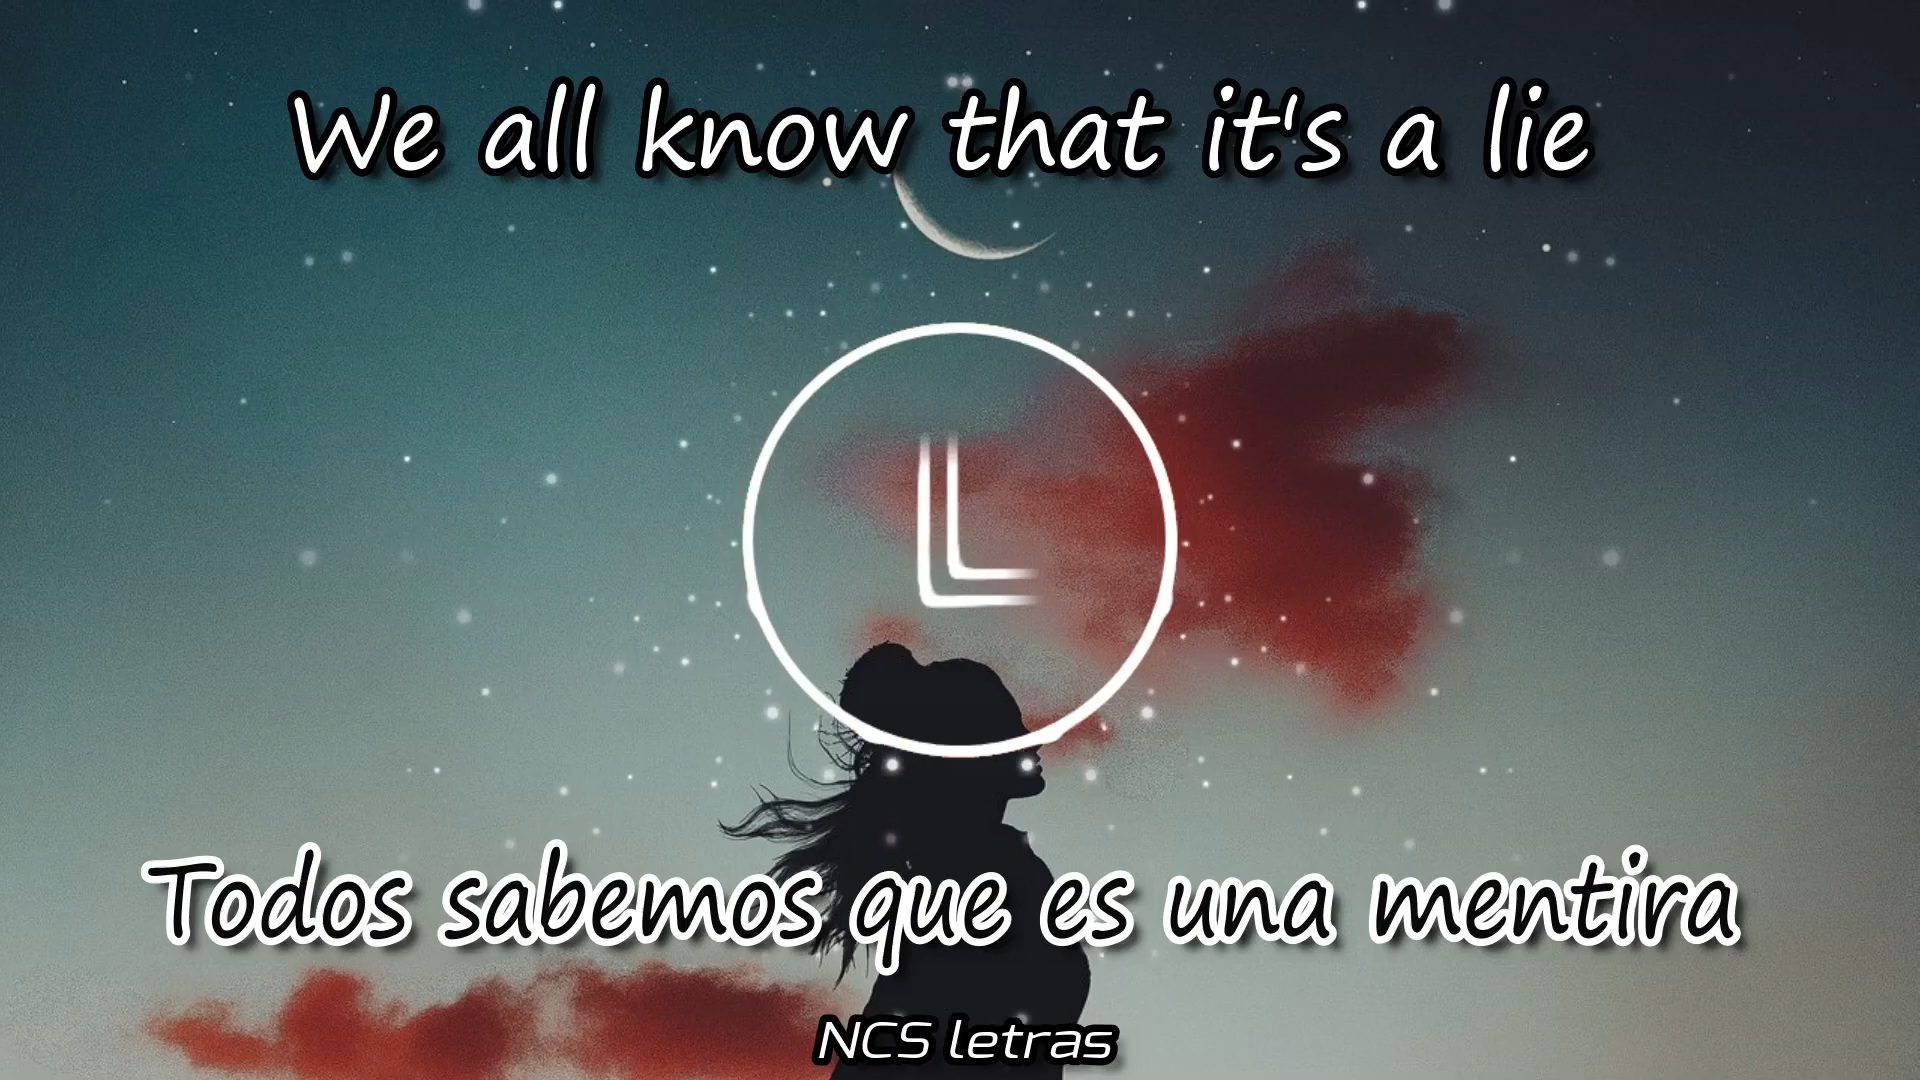 We all know that it's a lie
L
Todos sabemos que es una mentira
NCS letras